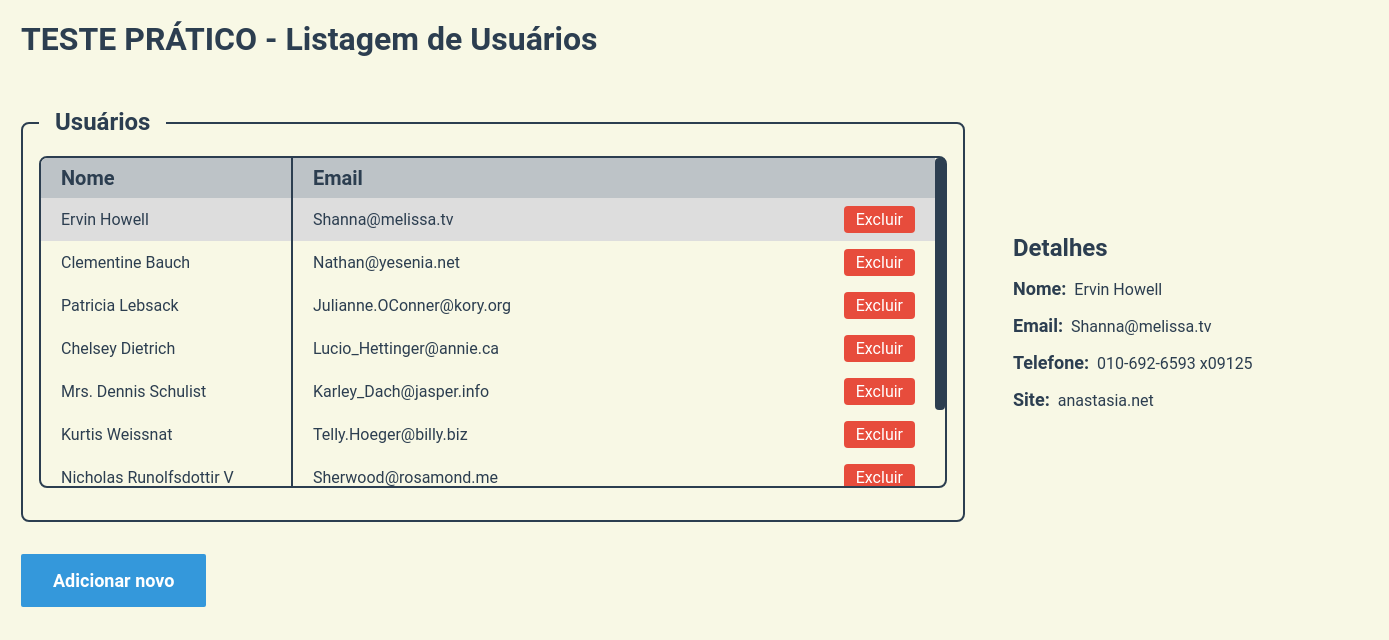 TESTE PRÁTICO - Listagem de Usuários
Usuários
Nome Email
Ervin Howell Shanna@melissa.tv Excluir
Clementine Bauch Nathan@yesenia.net Excluir
Patricia Lebsack Julianne.OConner@kory.org Excluir
Chelsey Dietrich Lucio_Hettinger@annie.ca Excluir
Mrs. Dennis Schulist Karley_Dach@jasper.info Excluir
Kurtis Weissnat Telly.Hoeger@billy.biz Excluir
Nicholas Runolfsdottir V Sherwood@rosamond.me Excluir
Detalhes
Nome: Ervin Howell
Email: Shanna@melissa.tv
Telefone: 010-692-6593 x09125
Site: anastasia.net
Adicionar novo